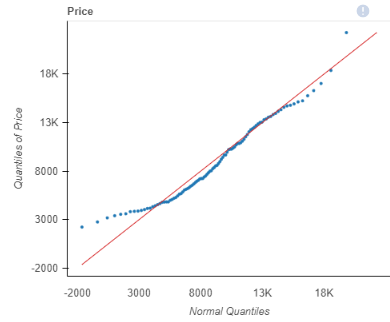 Price
!
18K
13K
8000
3000
-2000
Quantiles of Price
-2000 3000 8000 13K 18K
Normal Quantiles